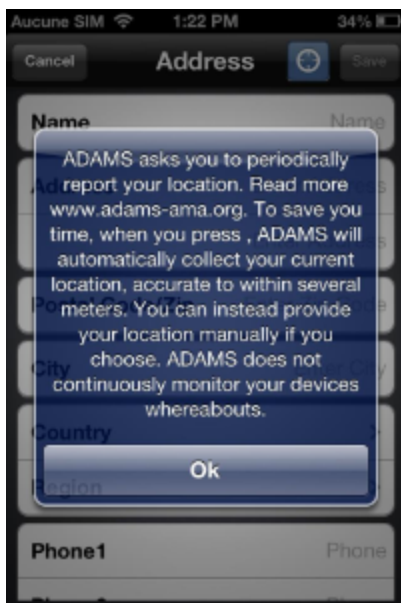 Aucune SIM 1:22 PM 34%
Cancel Address Save
Name Name
ADAMS asks you to periodically
report your location. Read more
www.adams-ama.org. To save you
time, when you press , ADAMS will
automatically collect your current
location, accurate to within several
meters. You can instead provide
your location manually if you
choose. ADAMS does not
continuously monitor your devices
whereabouts.
City
Country
Ok
Region
Phone1 Phone